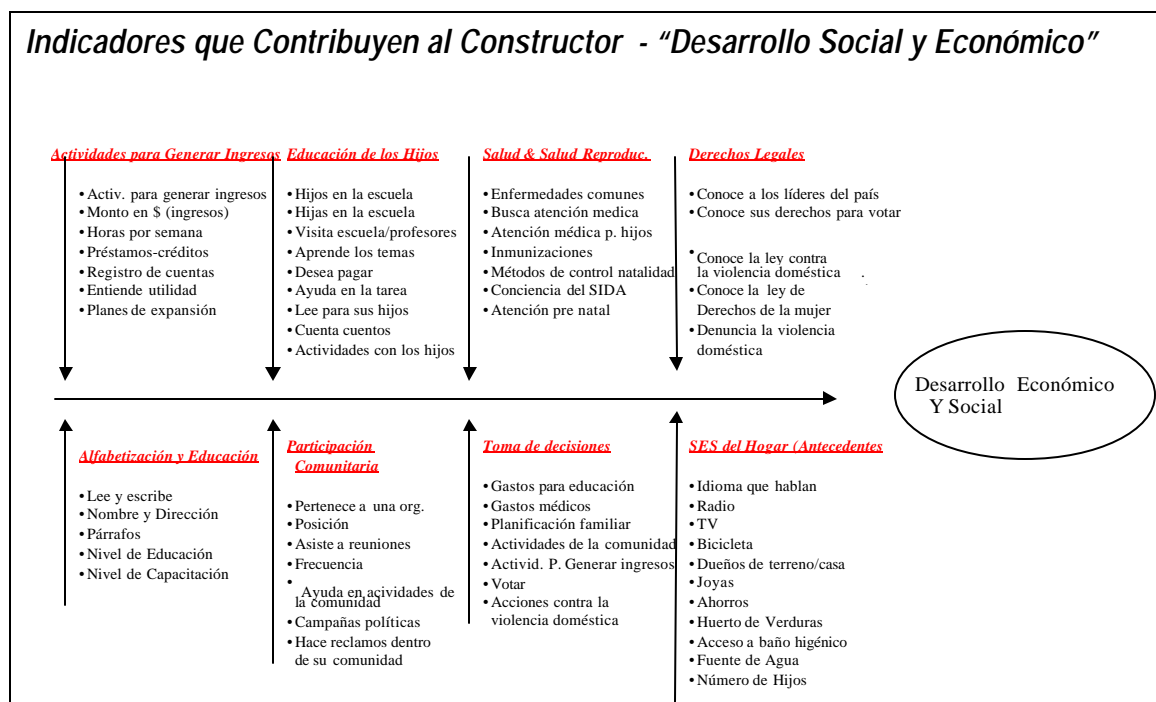 Indicadores que Contribuyen al Constructor - “Desarrollo Social y Económico”
Actividades para Generar Ingresos
• Activ. para generar ingresos
• Monto en $ (ingresos)
• Horas por semana
• Préstamos-créditos
• Registro de cuentas
• Entiende utilidad
• Planes de expansión
Educación de los Hijos
• Hijos en la escuela
• Hijas en la escuela
• Visita escuela/profesores
• Aprende los temas
• Desea pagar
• Ayuda en la tarea
• Lee para sus hijos
• Cuenta cuentos
• Actividades con los hijos
Salud & Salud Reproduc.
• Enfermedades comunes
• Busca atención medica
• Atención médica p. hijos
• Inmunizaciones
• Métodos de control natalidad
• Conciencia del SIDA
• Atención pre natal
Derechos Legales
• Conoce a los líderes del país
• Conoce sus derechos para votar
• Conoce la ley contra
la violencia doméstica .
• Conoce la ley de
Derechos de la mujer
• Denuncia la violencia
doméstica
Desarrollo Económico
Y Social
Alfabetización y Educación
• Lee y escribe
• Nombre y Dirección
• Párrafos
• Nivel de Educación
• Nivel de Capacitación
Participación
Comunitaria
• Pertenece a una org.
• Posición
• Asiste a reuniones
• Frecuencia
• Ayuda en acividades de
la comunidad
• Campañas políticas
• Hace reclamos dentro
de su comunidad
Toma de decisiones
• Gastos para educación
• Gastos médicos
• Planificación familiar
• Actividades de la comunidad
• Activid. P. Generar ingresos
• Votar
• Acciones contra la
violencia doméstica
SES del Hogar (Antecedentes
• Idioma que hablan
• Radio
• TV
• Bicicleta
• Dueños de terreno/casa
• Joyas
• Ahorros
• Huerto de Verduras
• Acceso a baño higénico
• Fuente de Agua
• Número de Hijos